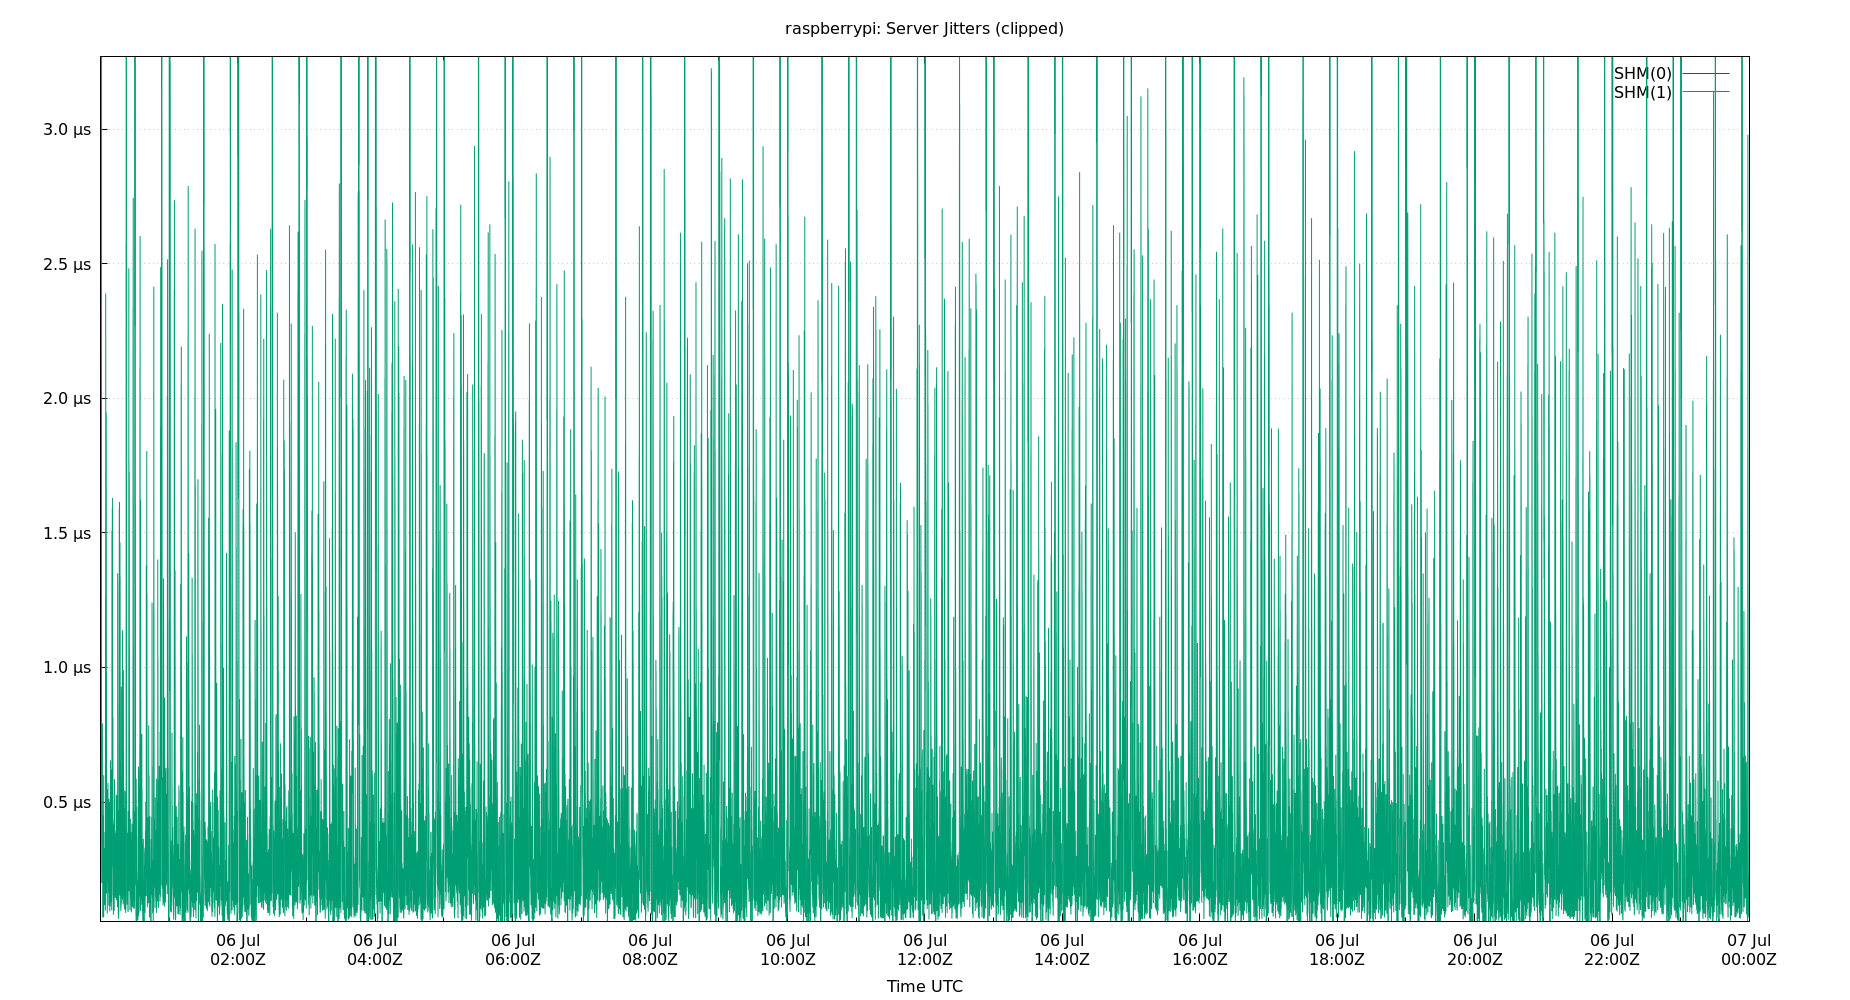 raspberrypi: Server Jitters (clipped)
SHM(0)
SHM(1)
3.0 µs
2.5 µs
2.0 µs
1.5 µs
1.0 µs
0.5 µs
06 Jul 06 Jul 06 Jul 06 Jul 06 Jul 06 Jul 06 Jul 06 Jul 06 Jul 06 Jul 06 Jul 07 Jul
02:00Z 04:00Z 06:00Z 08:00Z 10:00Z 12:00Z 14:00Z 16:00Z 18:00Z 20:00Z 22:00Z 00:00Z
Time UTC